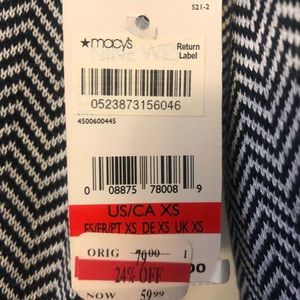 S21-2
★macy's
Return
Label
0523873156046
4500600445
0 08875 78008 9
US/CA XS
ES/FR/PT XS DE XS UK XS
ORIG 79.00 1
24% OFF
NOW 59.99